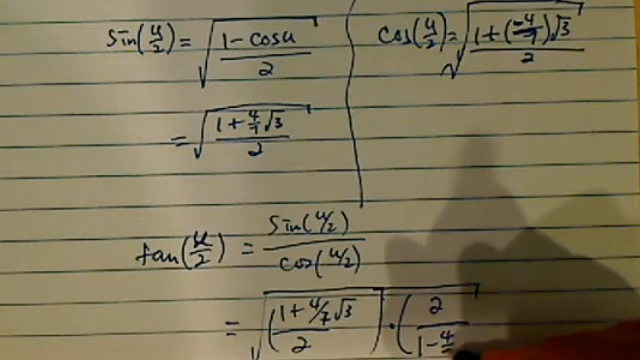 sin(u/2) = √((1 - cos u)/2)
cos(u/2) = √((1 + (-4/7)√3)/2)
= √((1 + 4/7 √3)/2)
tan(u/2) = sin(u/2)/cos(u/2)
= √(((1 + 4/7 √3)/2) · (2/(1 - 4/